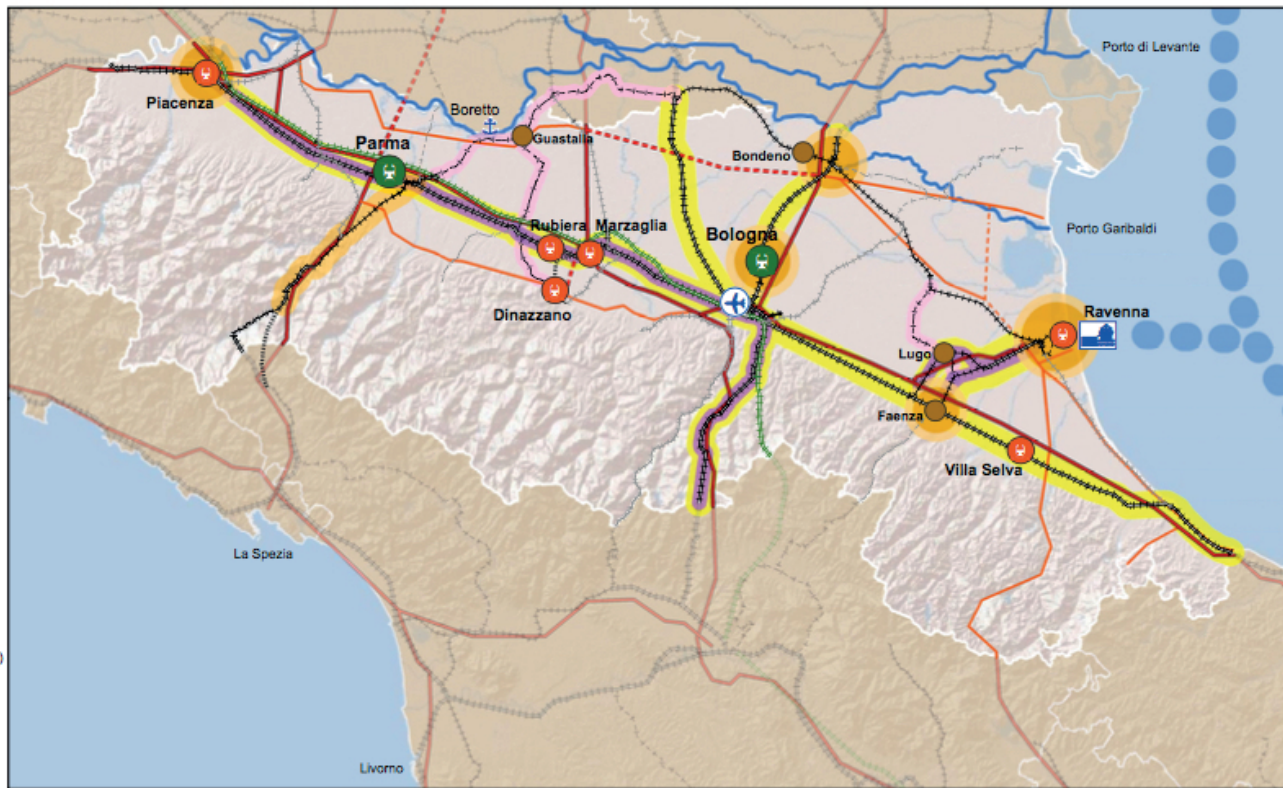 Porto di Levante
Piacenza
Boretto
Parma
Guastalla
Bondeno
Rubiera
Marzaglia
Bologna
Porto Garibaldi
Dinazzano
Ravenna
Lugo
Faenza
Villa Selva
La Spezia
Livorno
)